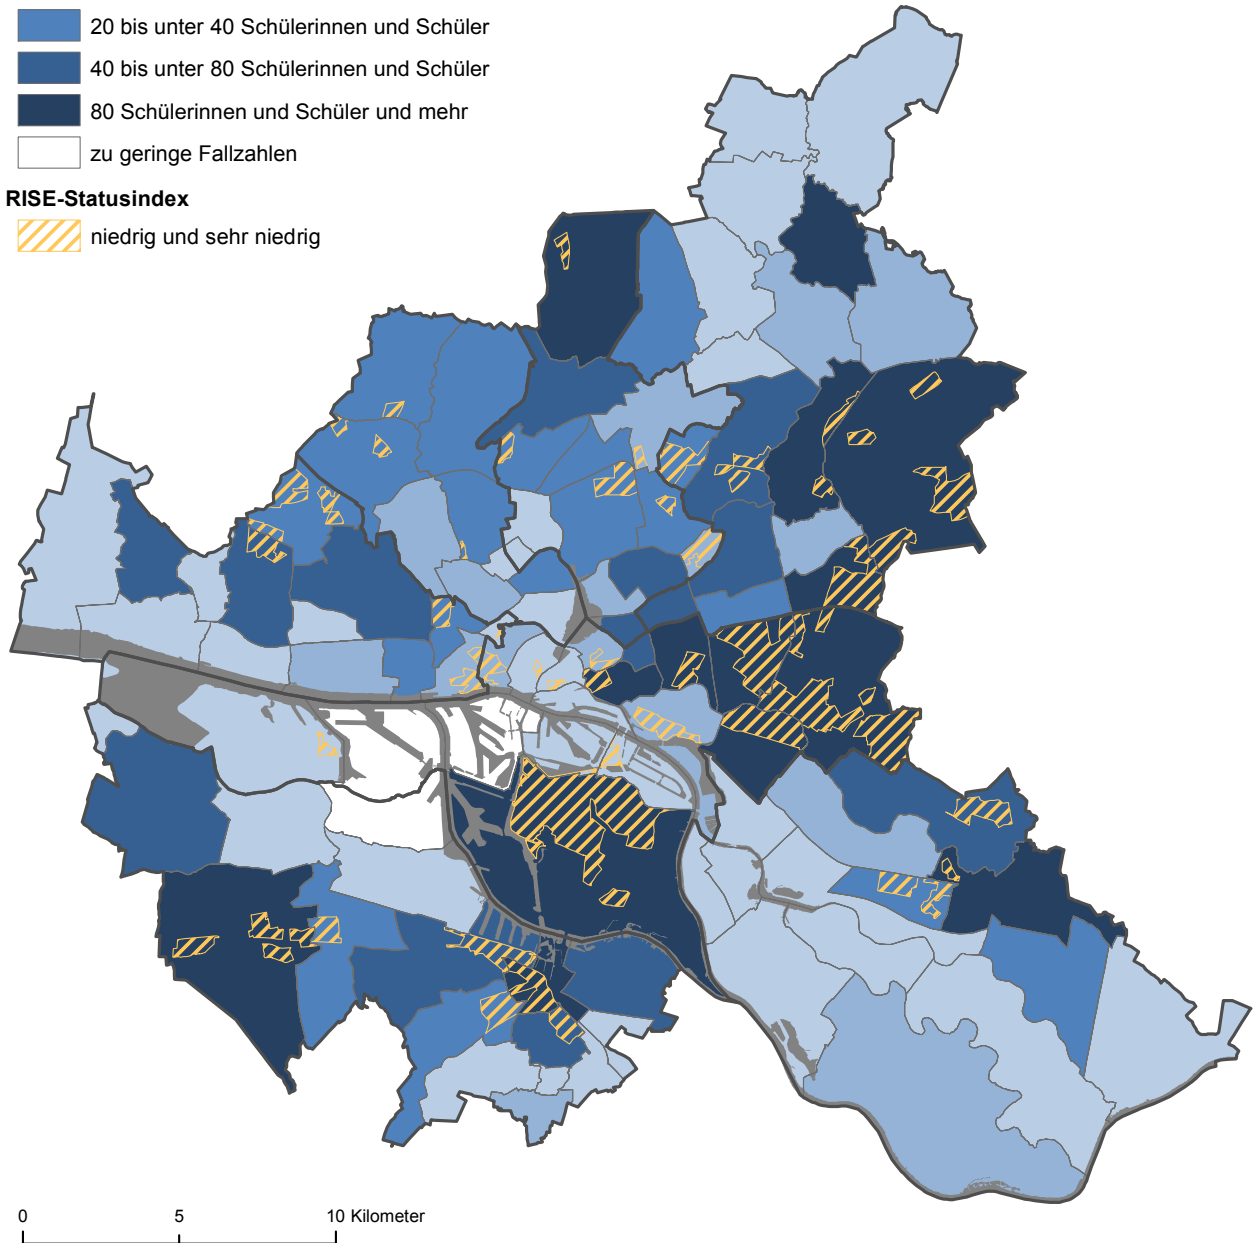 20 bis unter 40 Schülerinnen und Schüler
40 bis unter 80 Schülerinnen und Schüler
80 Schülerinnen und Schüler und mehr
zu geringe Fallzahlen
RISE-Statusindex
niedrig und sehr niedrig
0 5 10 Kilometer